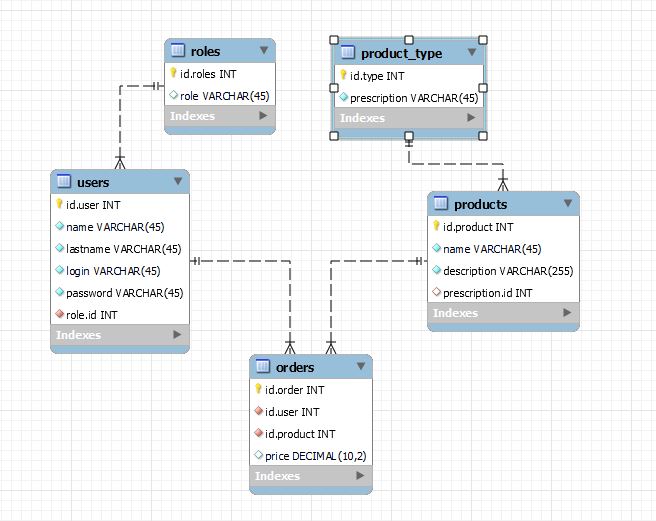 roles
id.roles INT
role VARCHAR(45)
Indexes
product_type
id.type INT
prescription VARCHAR(45)
Indexes
users
id.user INT
name VARCHAR(45)
lastname VARCHAR(45)
login VARCHAR(45)
password VARCHAR(45)
role.id INT
Indexes
products
id.product INT
name VARCHAR(45)
description VARCHAR(255)
prescription.id INT
Indexes
orders
id.order INT
id.user INT
id.product INT
price DECIMAL(10,2)
Indexes